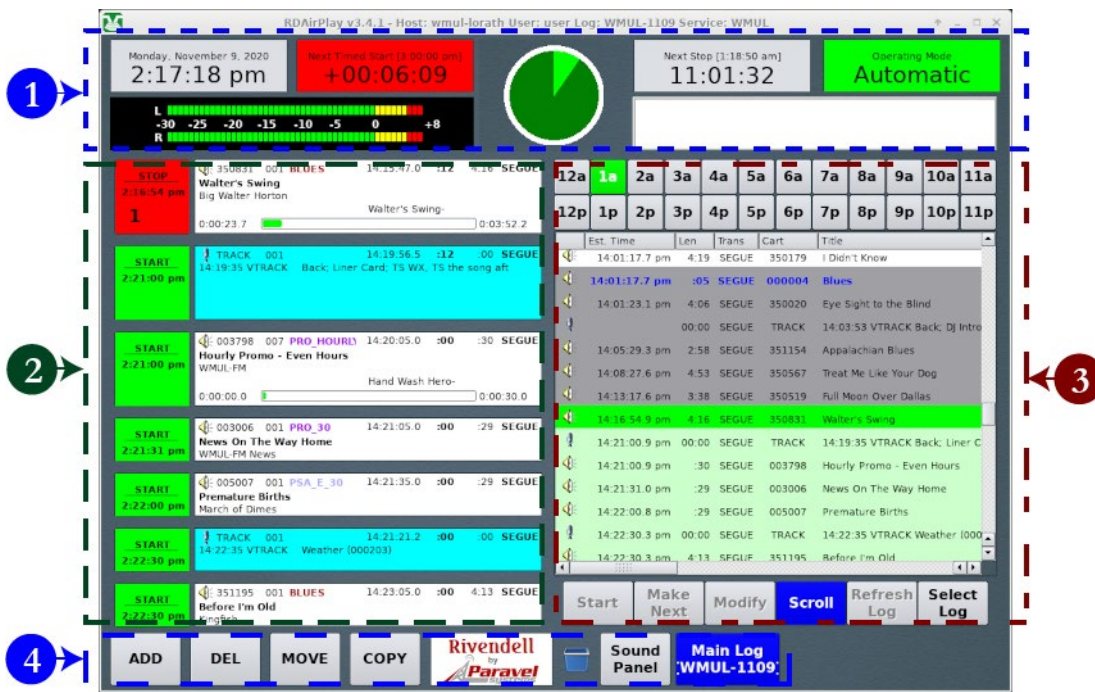 RDAirPlay v3.4.1 - Host: wmul-lorath User: user Log: WMUL-1109 Service: WMUL
1
Monday, November 9, 2020
2:17:18 pm
Next Timed Start [2:00:00 pm]
+00:06:09
Next Stop [1:18:50 am]
11:01:32
Operating Mode
Automatic
L
-30 -25 -20 -15 -10 -5 0 +8
R
2
STOP
2:16:54 pm
1
350831 001 BLUES 14:15:47.0 :12 4:16 SEGUE
Walter's Swing
Big Walter Horton
Walter's Swing-
0:00:23.7 0:03:52.2
START
2:21:00 pm
TRACK 001 14:19:56.5 :12 :00 SEGUE
14:19:35 VTRACK Back; Liner Card; TS WX, TS the song aft
START
2:21:00 pm
003798 007 PRO_HOURLY 14:20:05.0 :00 :30 SEGUE
Hourly Promo - Even Hours
WMUL-FM
Hand Wash Hero-
0:00:00.0 0:00:30.0
START
2:21:31 pm
003006 001 PRO_30 14:21:05.0 :00 :29 SEGUE
News On The Way Home
WMUL-FM News
START
2:22:00 pm
005007 001 PSA_E_30 14:21:35.0 :00 :29 SEGUE
Premature Births
March of Dimes
START
2:22:30 pm
TRACK 001 14:21:21.2 :00 :00 SEGUE
14:22:35 VTRACK Weather (000203)
START
2:22:30 pm
351195 001 BLUES 14:23:05.0 :00 4:13 SEGUE
Before I'm Old
Kingfish
3
12a 1a 2a 3a 4a 5a 6a 7a 8a 9a 10a 11a
12p 1p 2p 3p 4p 5p 6p 7p 8p 9p 10p 11p
Est. Time Len Trans Cart Title
14:01:17.7 pm 4:19 SEGUE 350179 I Didn't Know
14:01:17.7 pm :05 SEGUE 000004 Blues
14:01:23.1 pm 4:06 SEGUE 350020 Eye Sight to the Blind
00:00 SEGUE TRACK 14:03:53 VTRACK Back; DJ Intro
14:05:29.3 pm 2:58 SEGUE 351154 Appalachian Blues
14:08:27.6 pm 4:53 SEGUE 350567 Treat Me Like Your Dog
14:13:17.6 pm 3:38 SEGUE 350519 Full Moon Over Dallas
14:16:54.9 pm 4:16 SEGUE 350831 Walter's Swing
14:21:00.9 pm 00:00 SEGUE TRACK 14:19:35 VTRACK Back; Liner C
14:21:00.9 pm :30 SEGUE 003798 Hourly Promo - Even Hours
14:21:31.0 pm :29 SEGUE 003006 News On The Way Home
14:22:00.8 pm :29 SEGUE 005007 Premature Births
14:22:30.3 pm 00:00 SEGUE TRACK 14:22:35 VTRACK Weather (000
14:22:30.3 pm 4:13 SEGUE 351195 Before I'm Old
Start Make Next Modify Scroll Refresh Log Select Log
4
ADD DEL MOVE COPY
Rivendell
by
Paravel
SYSTEMS
Sound Panel
Main Log
[WMUL-1109]